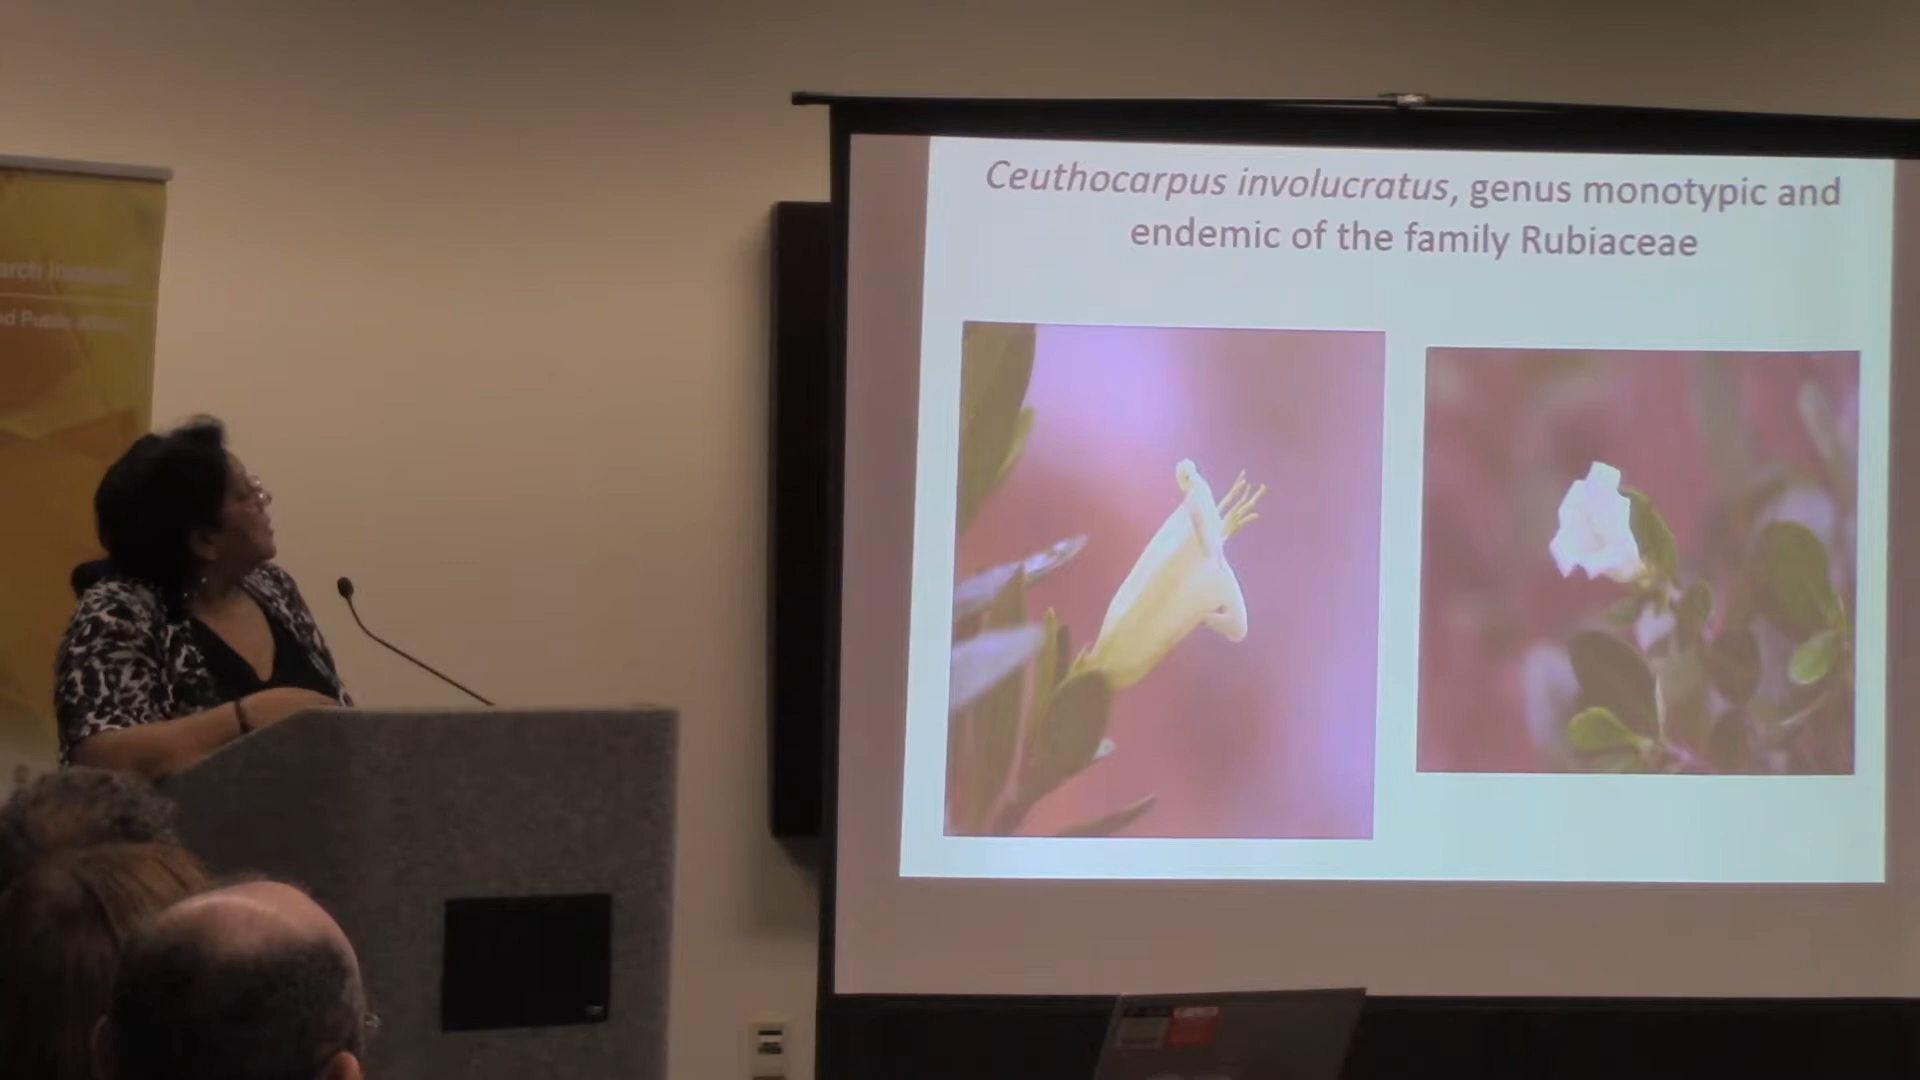 Ceuthocarpus involucratus, genus monotypic and
endemic of the family Rubiaceae